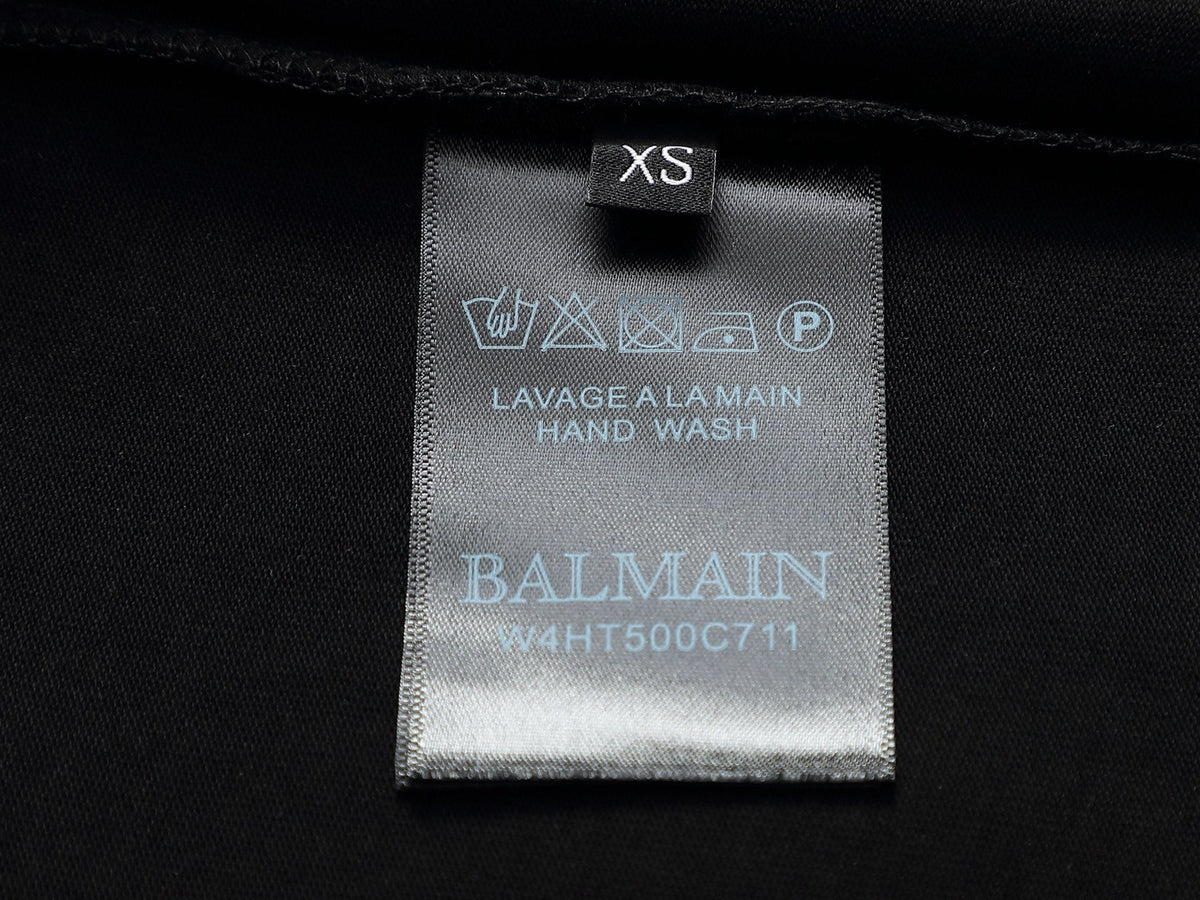 XS
P
LAVAGE A LA MAIN
HAND WASH
BALMAIN
W4HT500C711